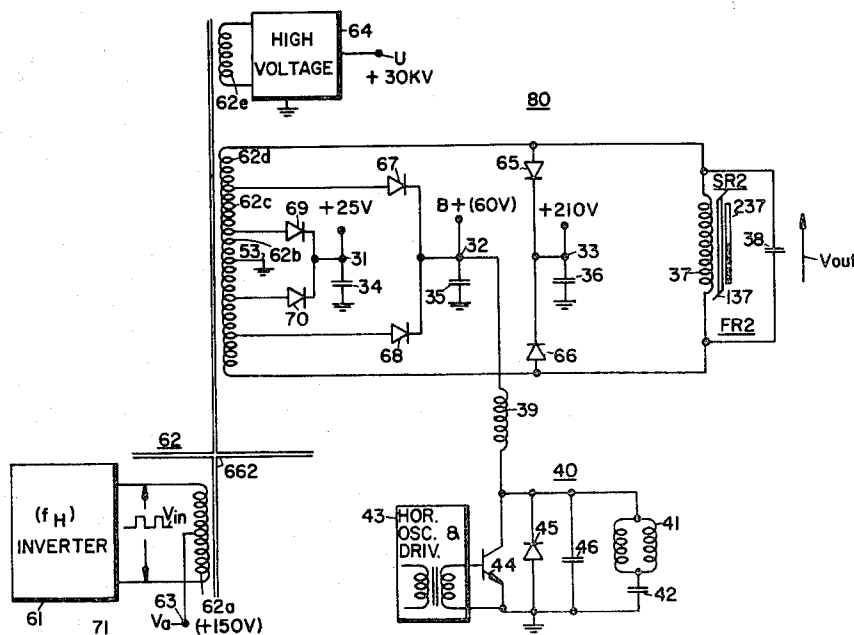 64
HIGH
VOLTAGE
U
+ 30KV
62e
80
62d
67
65
62c
SR2
69
+25V
B+(60V)
+210V
237
53
62b
31
32
33
37
38
Vout
34
35
36
70
137
68
66
FR2
39
62
662
40
(fH)
INVERTER
Vin
43
HOR.
OSC. &
DRIV.
45
41
46
44
42
63
62a
61
71
Va
(+150V)